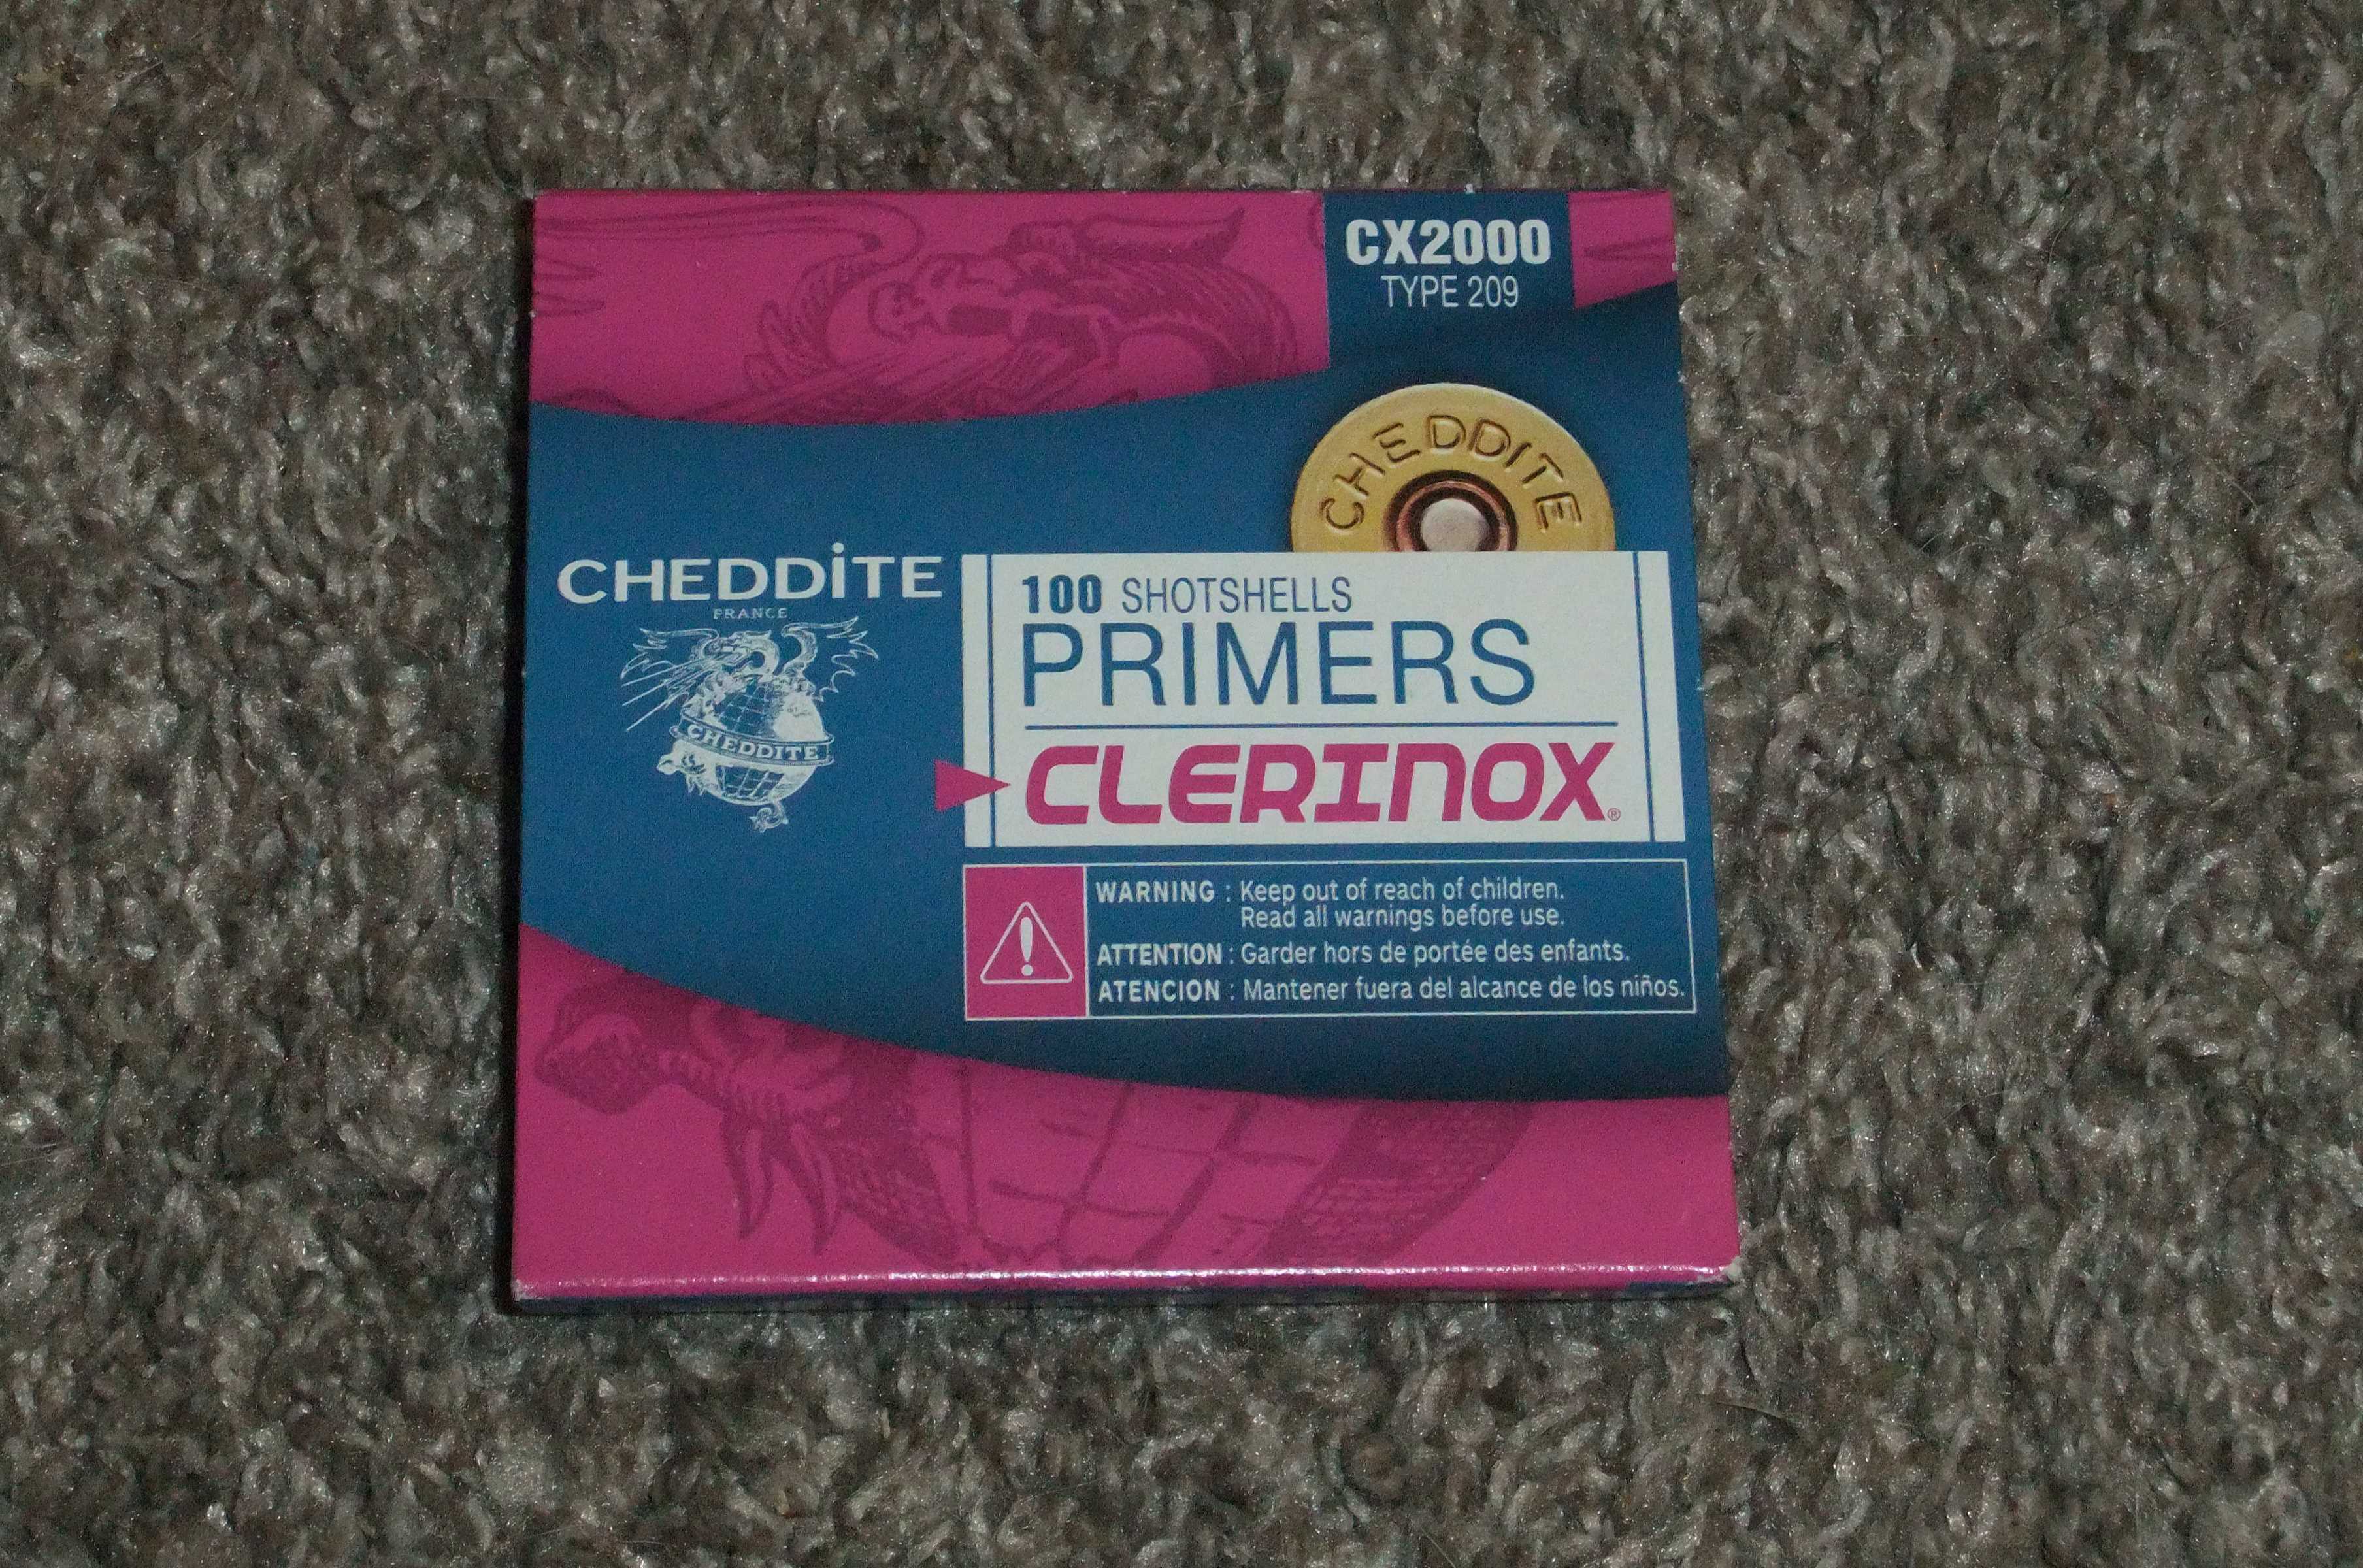 CX2000
TYPE 209
CHEDDITE
CHEDDiTE
FRANCE
CHEDDITE
100 SHOTSHELLS
PRIMERS
CLERINOX®
WARNING : Keep out of reach of children.
Read all warnings before use.
ATTENTION : Garder hors de portée des enfants.
ATENCION : Mantener fuera del alcance de los niños.